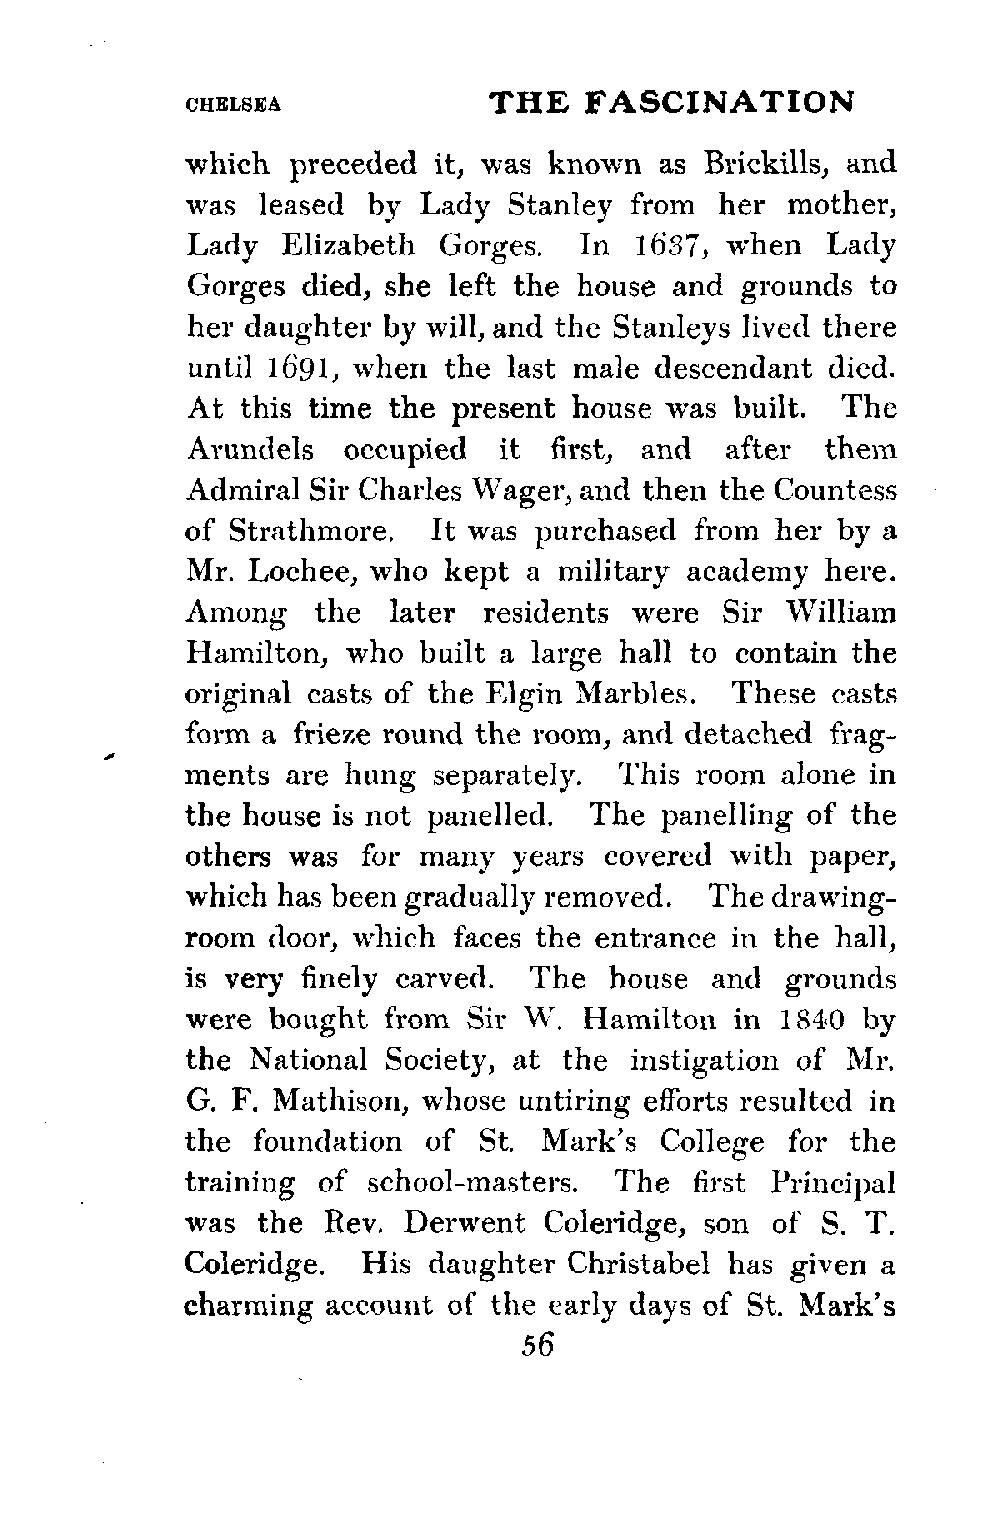 CHELSEA THE FASCINATION
which preceded it, was known as Brickills, and
was leased by Lady Stanley from her mother,
Lady Elizabeth Gorges. In 1637, when Lady
Gorges died, she left the house and grounds to
her daughter by will, and the Stanleys lived there
until 1691, when the last male descendant died.
At this time the present house was built. The
Arundels occupied it first, and after them
Admiral Sir Charles Wager, and then the Countess
of Strathmore. It was purchased from her by a
Mr. Lochee, who kept a military academy here.
Among the later residents were Sir William
Hamilton, who built a large hall to contain the
original casts of the Elgin Marbles. These casts
form a frieze round the room, and detached frag-
ments are hung separately. This room alone in
the house is not panelled. The panelling of the
others was for many years covered with paper,
which has been gradually removed. The drawing-
room door, which faces the entrance in the hall,
is very finely carved. The house and grounds
were bought from Sir W. Hamilton in 1840 by
the National Society, at the instigation of Mr.
G. F. Mathison, whose untiring efforts resulted in
the foundation of St. Mark's College for the
training of school-masters. The first Principal
was the Rev. Derwent Coleridge, son of S. T.
Coleridge. His daughter Christabel has given a
charming account of the early days of St. Mark's
56